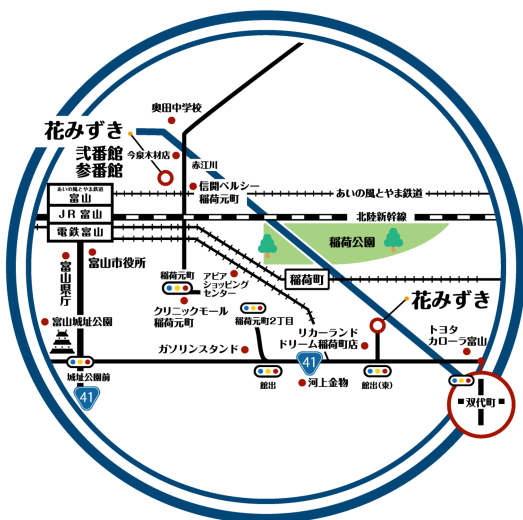 奥田中学校
花みずき
弐番館
参番館
今泉木材店
赤江川
信開ベルシー
稲荷元町
あいの風とやま鉄道
富山
JR富山
電鉄富山
あいの風とやま鉄道
北陸新幹線
稲荷公園
富山県庁
富山市役所
稲荷元町
アピア
ショッピング
センター
稲荷町
クリニックモール
稲荷元町
稲荷元町2丁目
花みずき
富山城址公園
ガソリンスタンド
リカーランド
ドリーム稲荷町店
トヨタ
カローラ富山
城址公園前
41
館出
41
河上金物
館出(東)
双代町